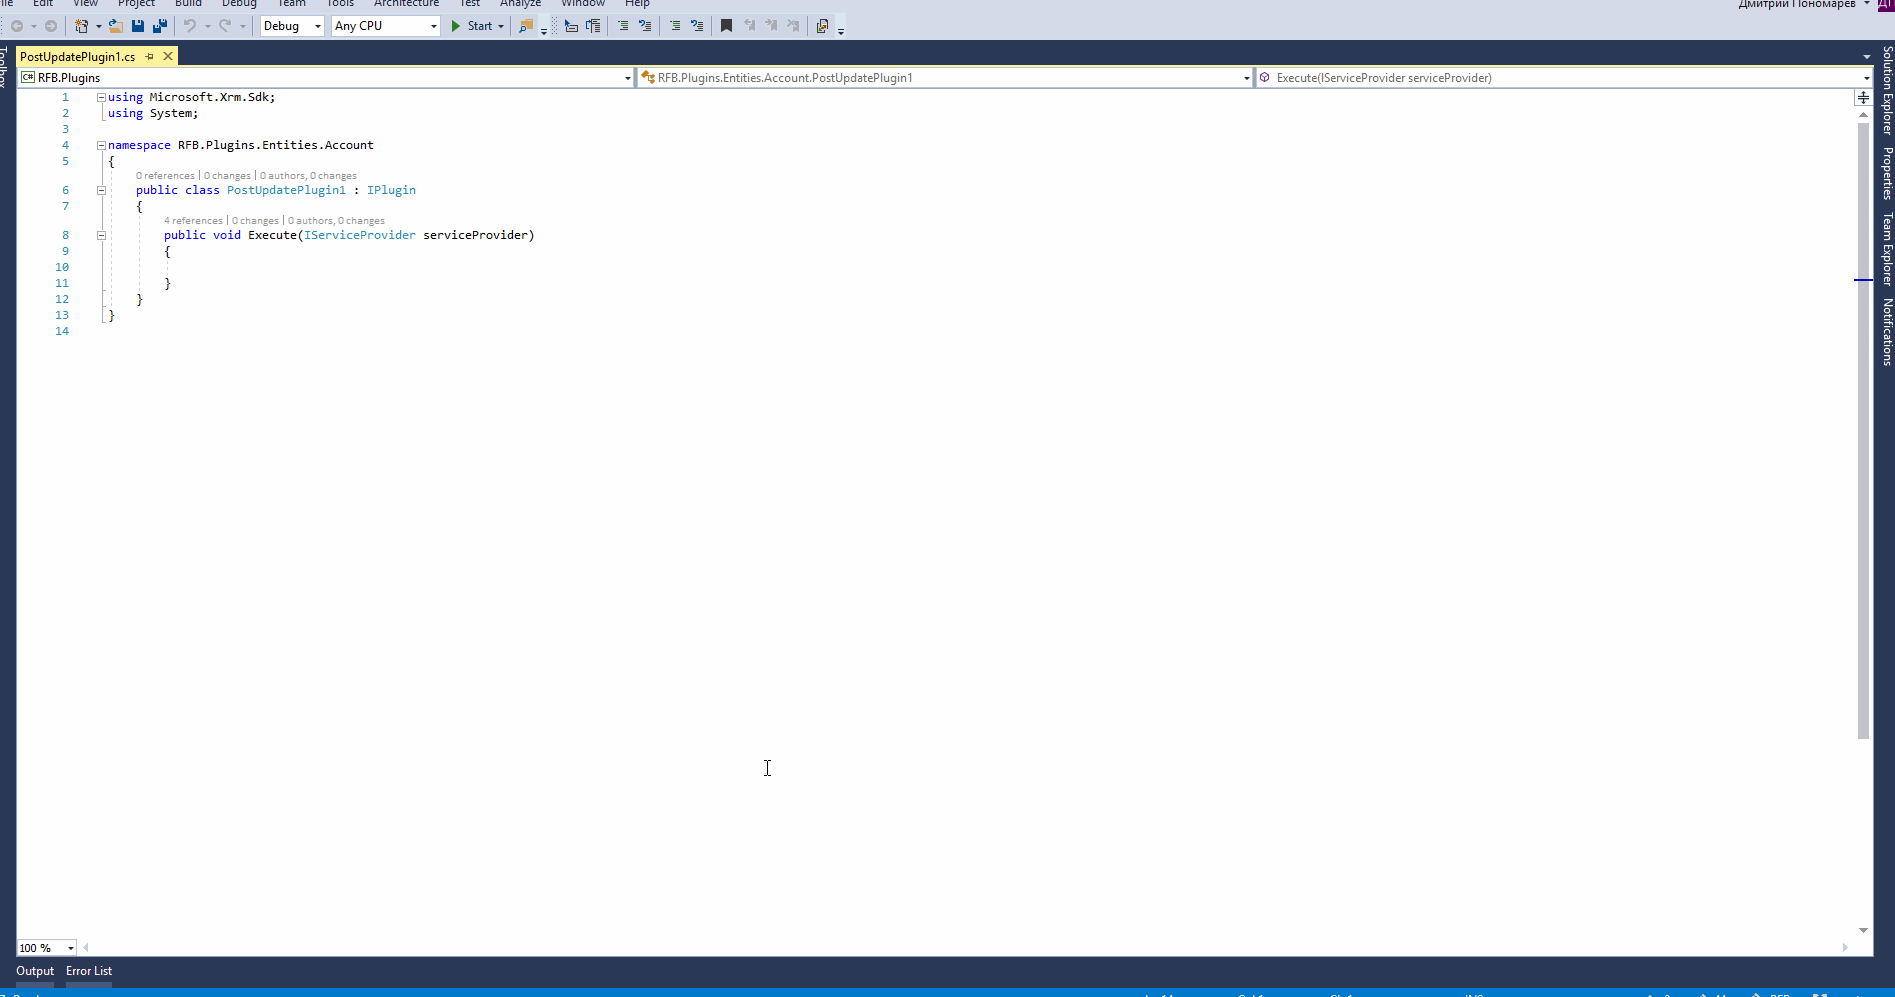 File Edit View Project Build Debug Team Tools Architecture Test Analyze Window Help Дмитрий Пономарев ДП
Debug Any CPU Start
PostUpdatePlugin1.cs
C# RFB.Plugins RFB.Plugins.Entities.Account.PostUpdatePlugin1 Execute(IServiceProvider serviceProvider)
1 using Microsoft.Xrm.Sdk;
2 using System;
3
4 namespace RFB.Plugins.Entities.Account
5 {
0 references | 0 changes | 0 authors, 0 changes
6 public class PostUpdatePlugin1 : IPlugin
7 {
4 references | 0 changes | 0 authors, 0 changes
8 public void Execute(IServiceProvider serviceProvider)
9 {
10
11 }
12 }
13 }
14
100 %
Output Error List
Toolbox
Solution Explorer
Properties
Team Explorer
Notifications